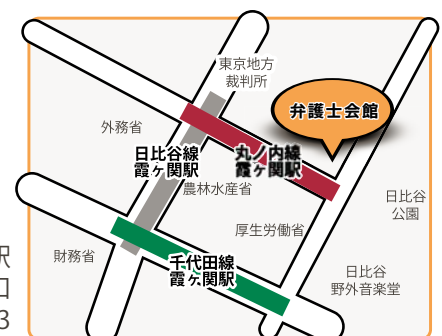 東京地方
裁判所
弁護士会館
外務省
日比谷線
霞ヶ関駅
丸ノ内線
霞ヶ関駅
農林水産省
日比谷
公園
厚生労働省
財務省
千代田線
霞ヶ関駅
日比谷
野外音楽堂
駅
口
3